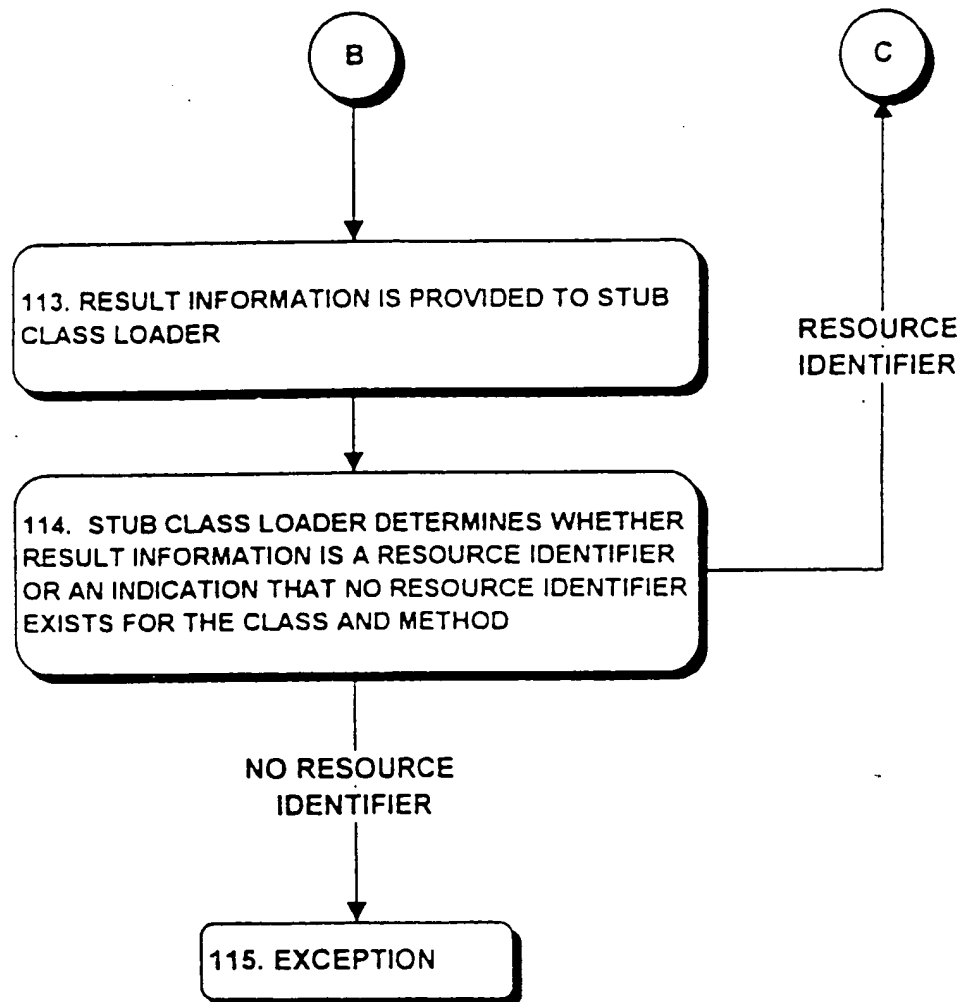 B
C
113. RESULT INFORMATION IS PROVIDED TO STUB
CLASS LOADER
RESOURCE
IDENTIFIER
114. STUB CLASS LOADER DETERMINES WHETHER
RESULT INFORMATION IS A RESOURCE IDENTIFIER
OR AN INDICATION THAT NO RESOURCE IDENTIFIER
EXISTS FOR THE CLASS AND METHOD
NO RESOURCE
IDENTIFIER
115. EXCEPTION